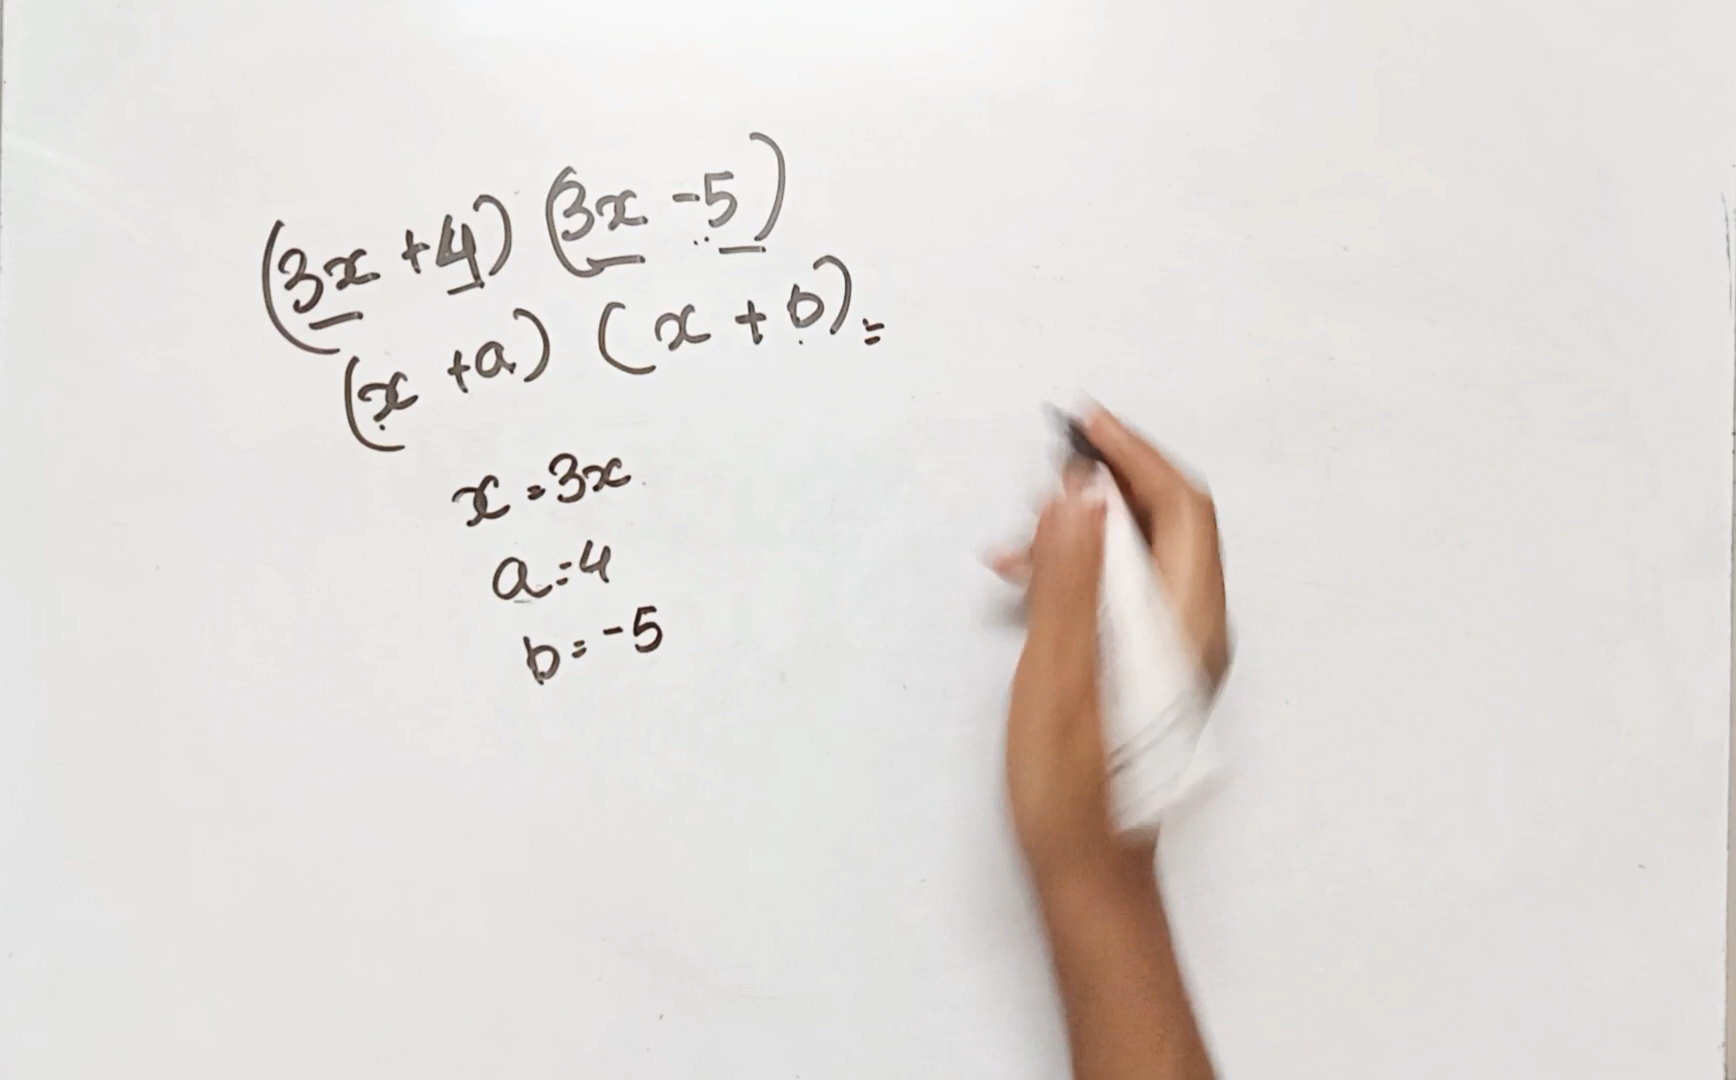 (3x + 4) (3x - 5)
(x + a) (x + b) =
x = 3x
a = 4
b = -5